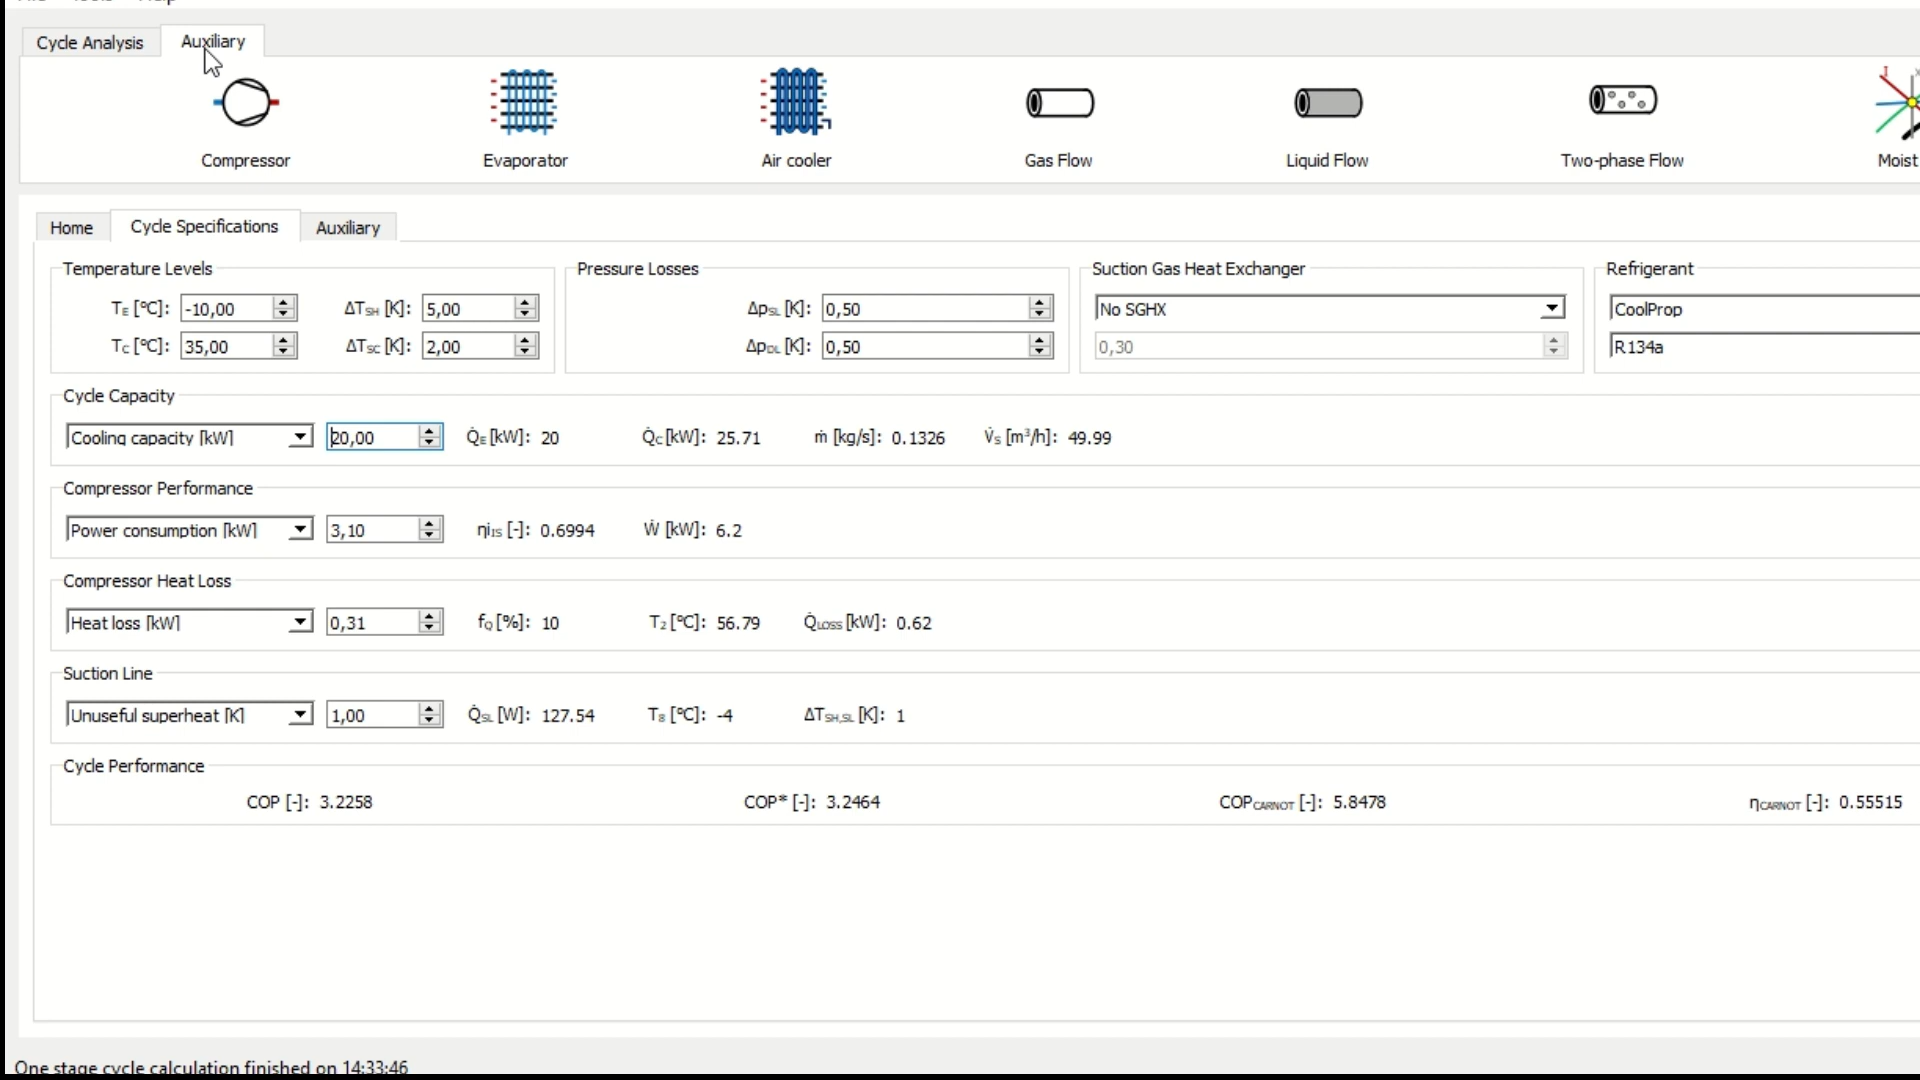 Cycle Analysis Auxiliary
Compressor Evaporator Air cooler Gas Flow Liquid Flow Two-phase Flow Moist
Home Cycle Specifications Auxiliary
Temperature Levels Pressure Losses Suction Gas Heat Exchanger Refrigerant
TE [°C]: -10,00 ΔTSH [K]: 5,00 ΔpSL [K]: 0,50 No SGHX CoolProp
TC [°C]: 35,00 ΔTSC [K]: 2,00 ΔpDL [K]: 0,50 0,30 R134a
Cycle Capacity
Cooling capacity [kW] 20,00 Q̇E [kW]: 20 Q̇C [kW]: 25.71 ṁ [kg/s]: 0.1326 V̇S [m³/h]: 49.99
Compressor Performance
Power consumption [kW] 3,10 ηiIS [-]: 0.6994 Ẇ [kW]: 6.2
Compressor Heat Loss
Heat loss [kW] 0,31 fQ [%]: 10 T2 [°C]: 56.79 Q̇LOSS [kW]: 0.62
Suction Line
Unuseful superheat [K] 1,00 Q̇SL [W]: 127.54 T8 [°C]: -4 ΔTSH,SL [K]: 1
Cycle Performance
COP [-]: 3.2258 COP* [-]: 3.2464 COPCARNOT [-]: 5.8478 ηCARNOT [-]: 0.55515
One stage cycle calculation finished on 14:33:46